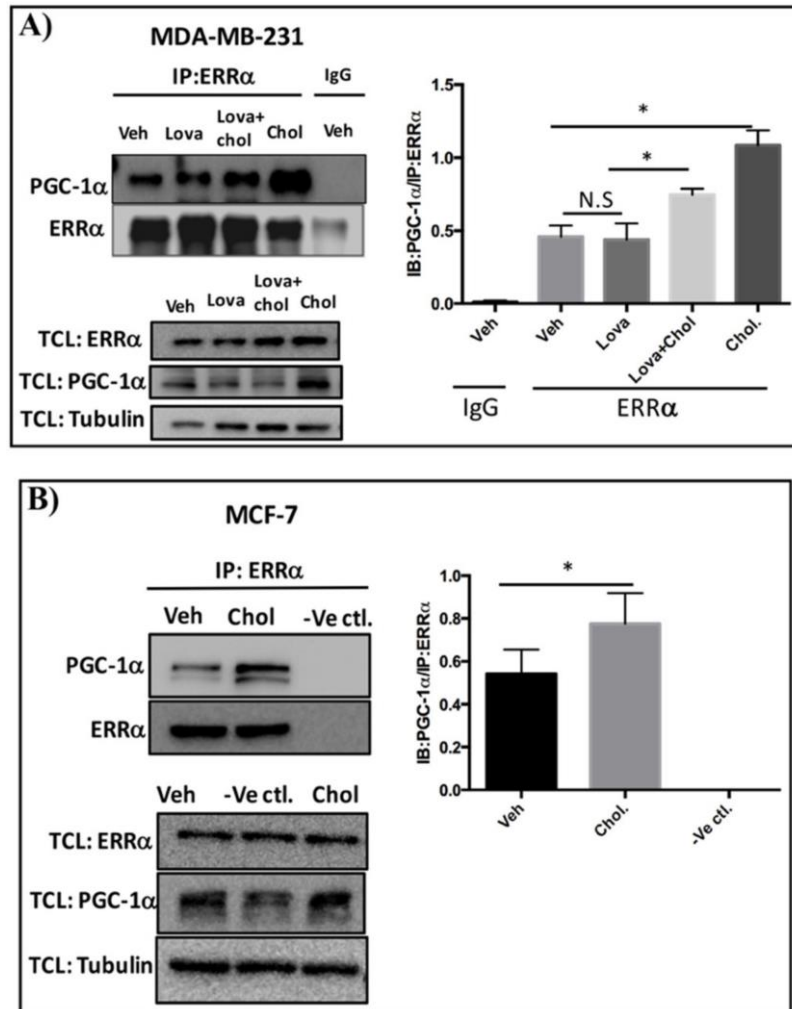 A)
MDA-MB-231
IP:ERRα
IgG
Veh
Lova
Lova+
chol
Chol
Veh
PGC-1α
ERRα
Veh
Lova
Lova+
chol
Chol
TCL: ERRα
TCL: PGC-1α
TCL: Tubulin
IB:PGC-1α/IP:ERRα
1.5
1.0
0.5
0.0
*
*
N.S
Veh
Veh
Lova
Lova+Chol
Chol.
IgG
ERRα
B)
MCF-7
IP: ERRα
Veh
Chol
-Ve ctl.
PGC-1α
ERRα
Veh
-Ve ctl.
Chol
TCL: ERRα
TCL: PGC-1α
TCL: Tubulin
IB:PGC-1α/IP:ERRα
1.0
0.8
0.6
0.4
0.2
0.0
*
Veh
Chol.
-Ve ctl.